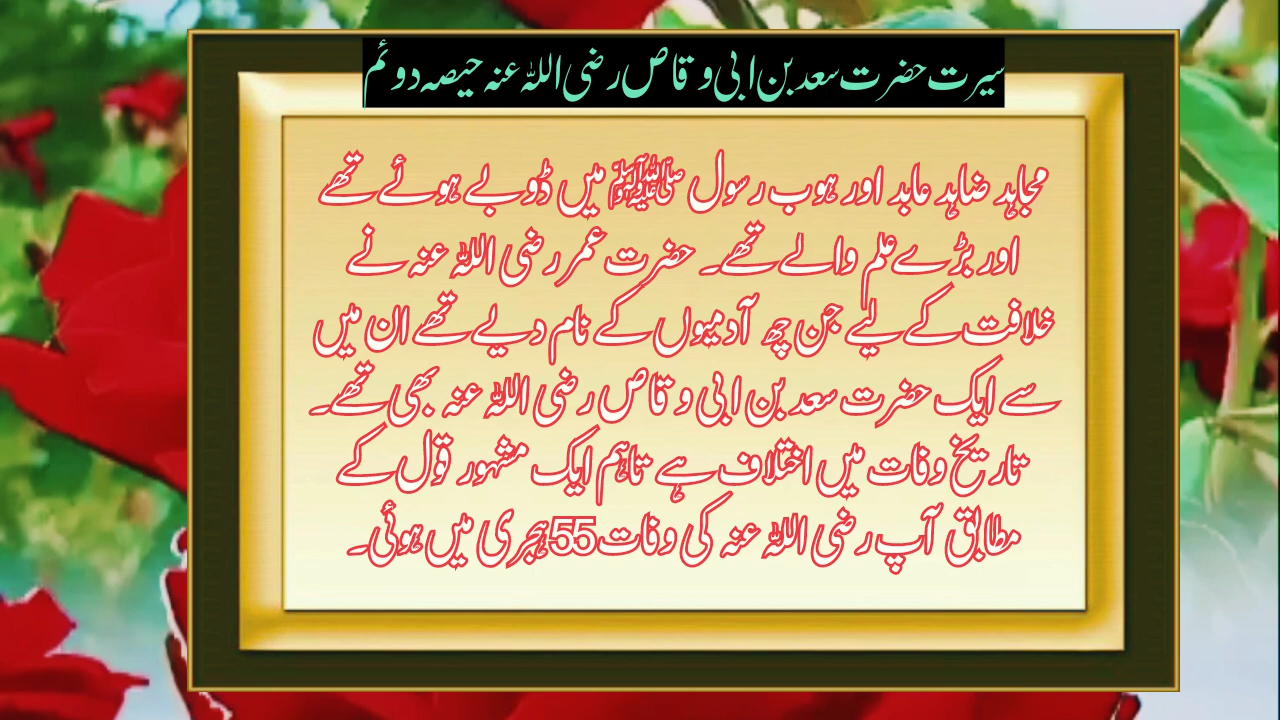 سیرت حضرت سعد بن ابی وقاص رضی اللہ عنہ حیصہ دوئم
مجاہد ضاہد عابد اور ہوب رسول ﷺ میں ڈوبے ہوئے تھے
اور بڑے علم والے تھے۔ حضرت عمر رضی اللہ عنہ نے
خلافت کے لیے جن چھ آدمیوں کے نام دیے تھے ان میں
سے ایک حضرت سعد بن ابی وقاص رضی اللہ عنہ بھی تھے۔
تاریخ وفات میں اختلاف ہے تاہم ایک مشہور قول کے
مطابق آپ رضی اللہ عنہ کی وفات 55ہجری میں ہوئی۔